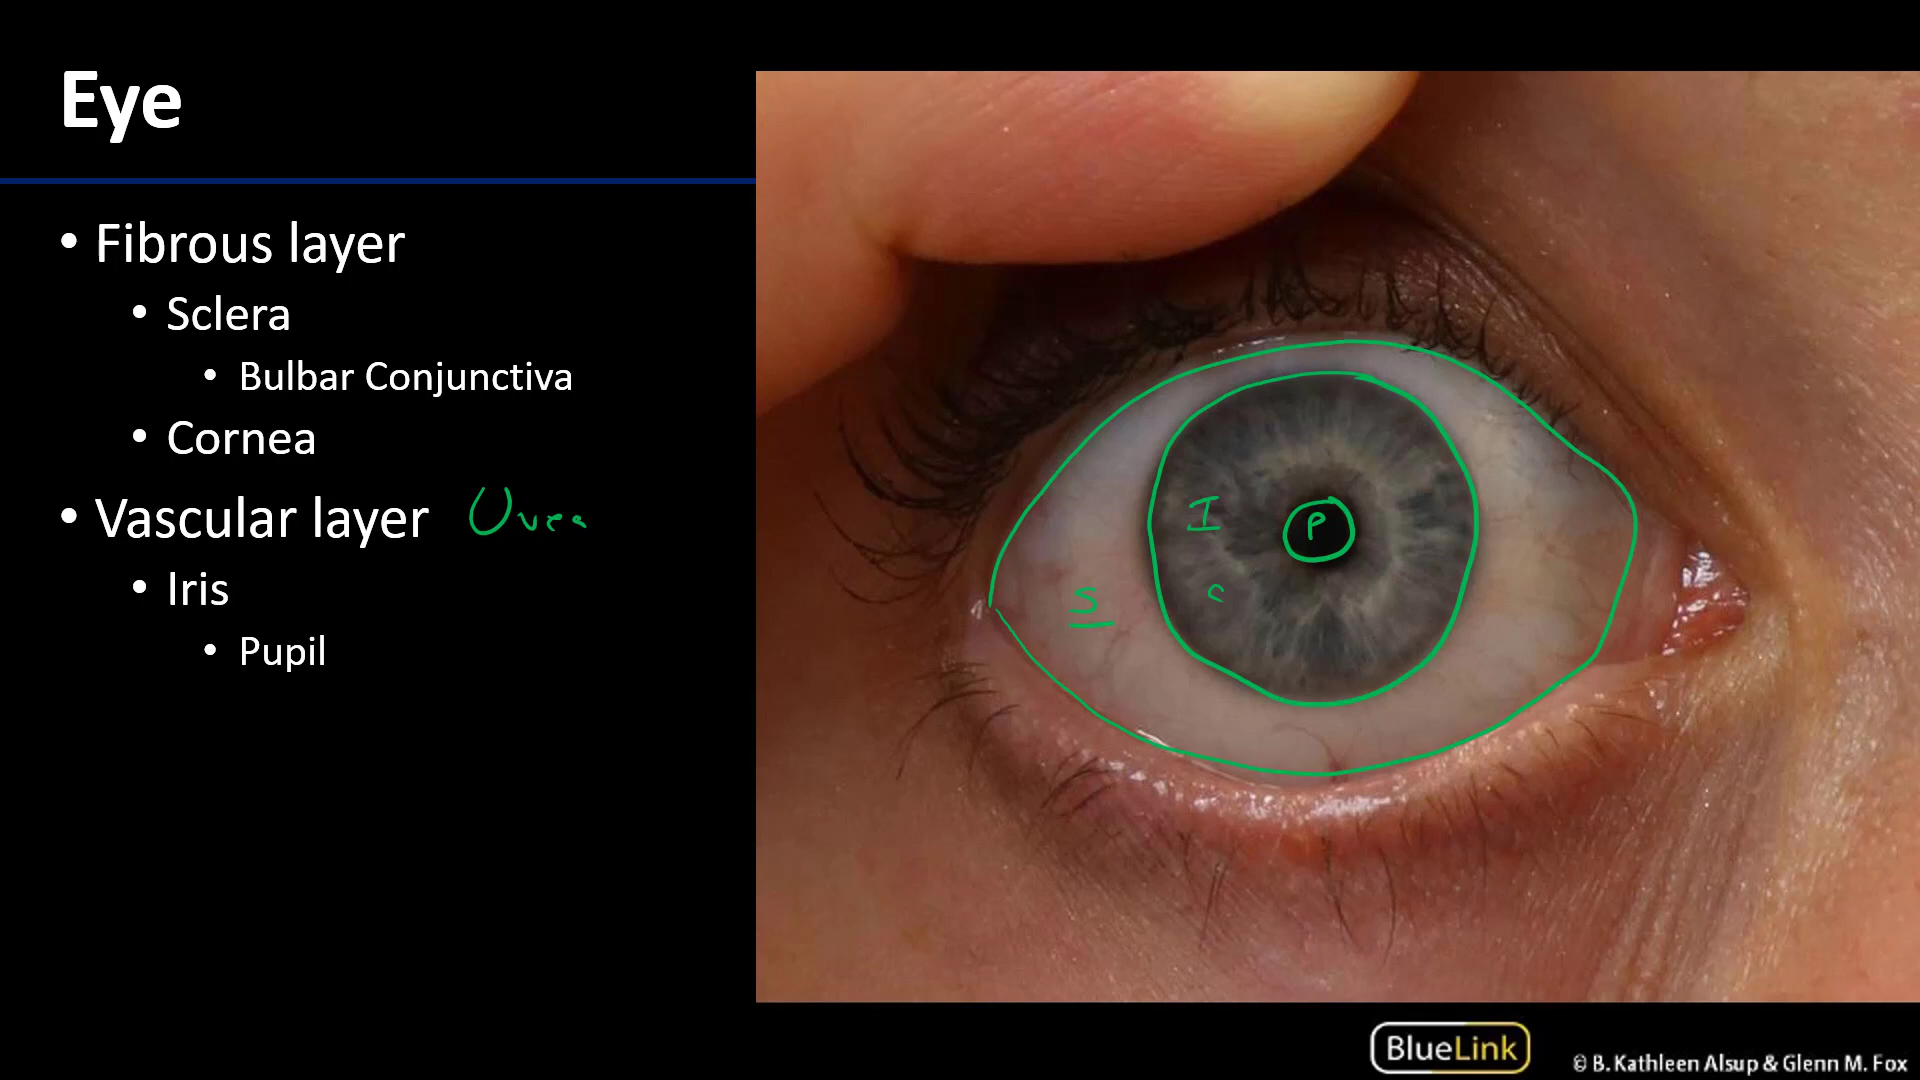 Eye
• Fibrous layer
• Sclera
• Bulbar Conjunctiva
• Cornea
• Vascular layer Uvea
• Iris
• Pupil
I
P
S
C
BlueLink
© B. Kathleen Alsup & Glenn M. Fox